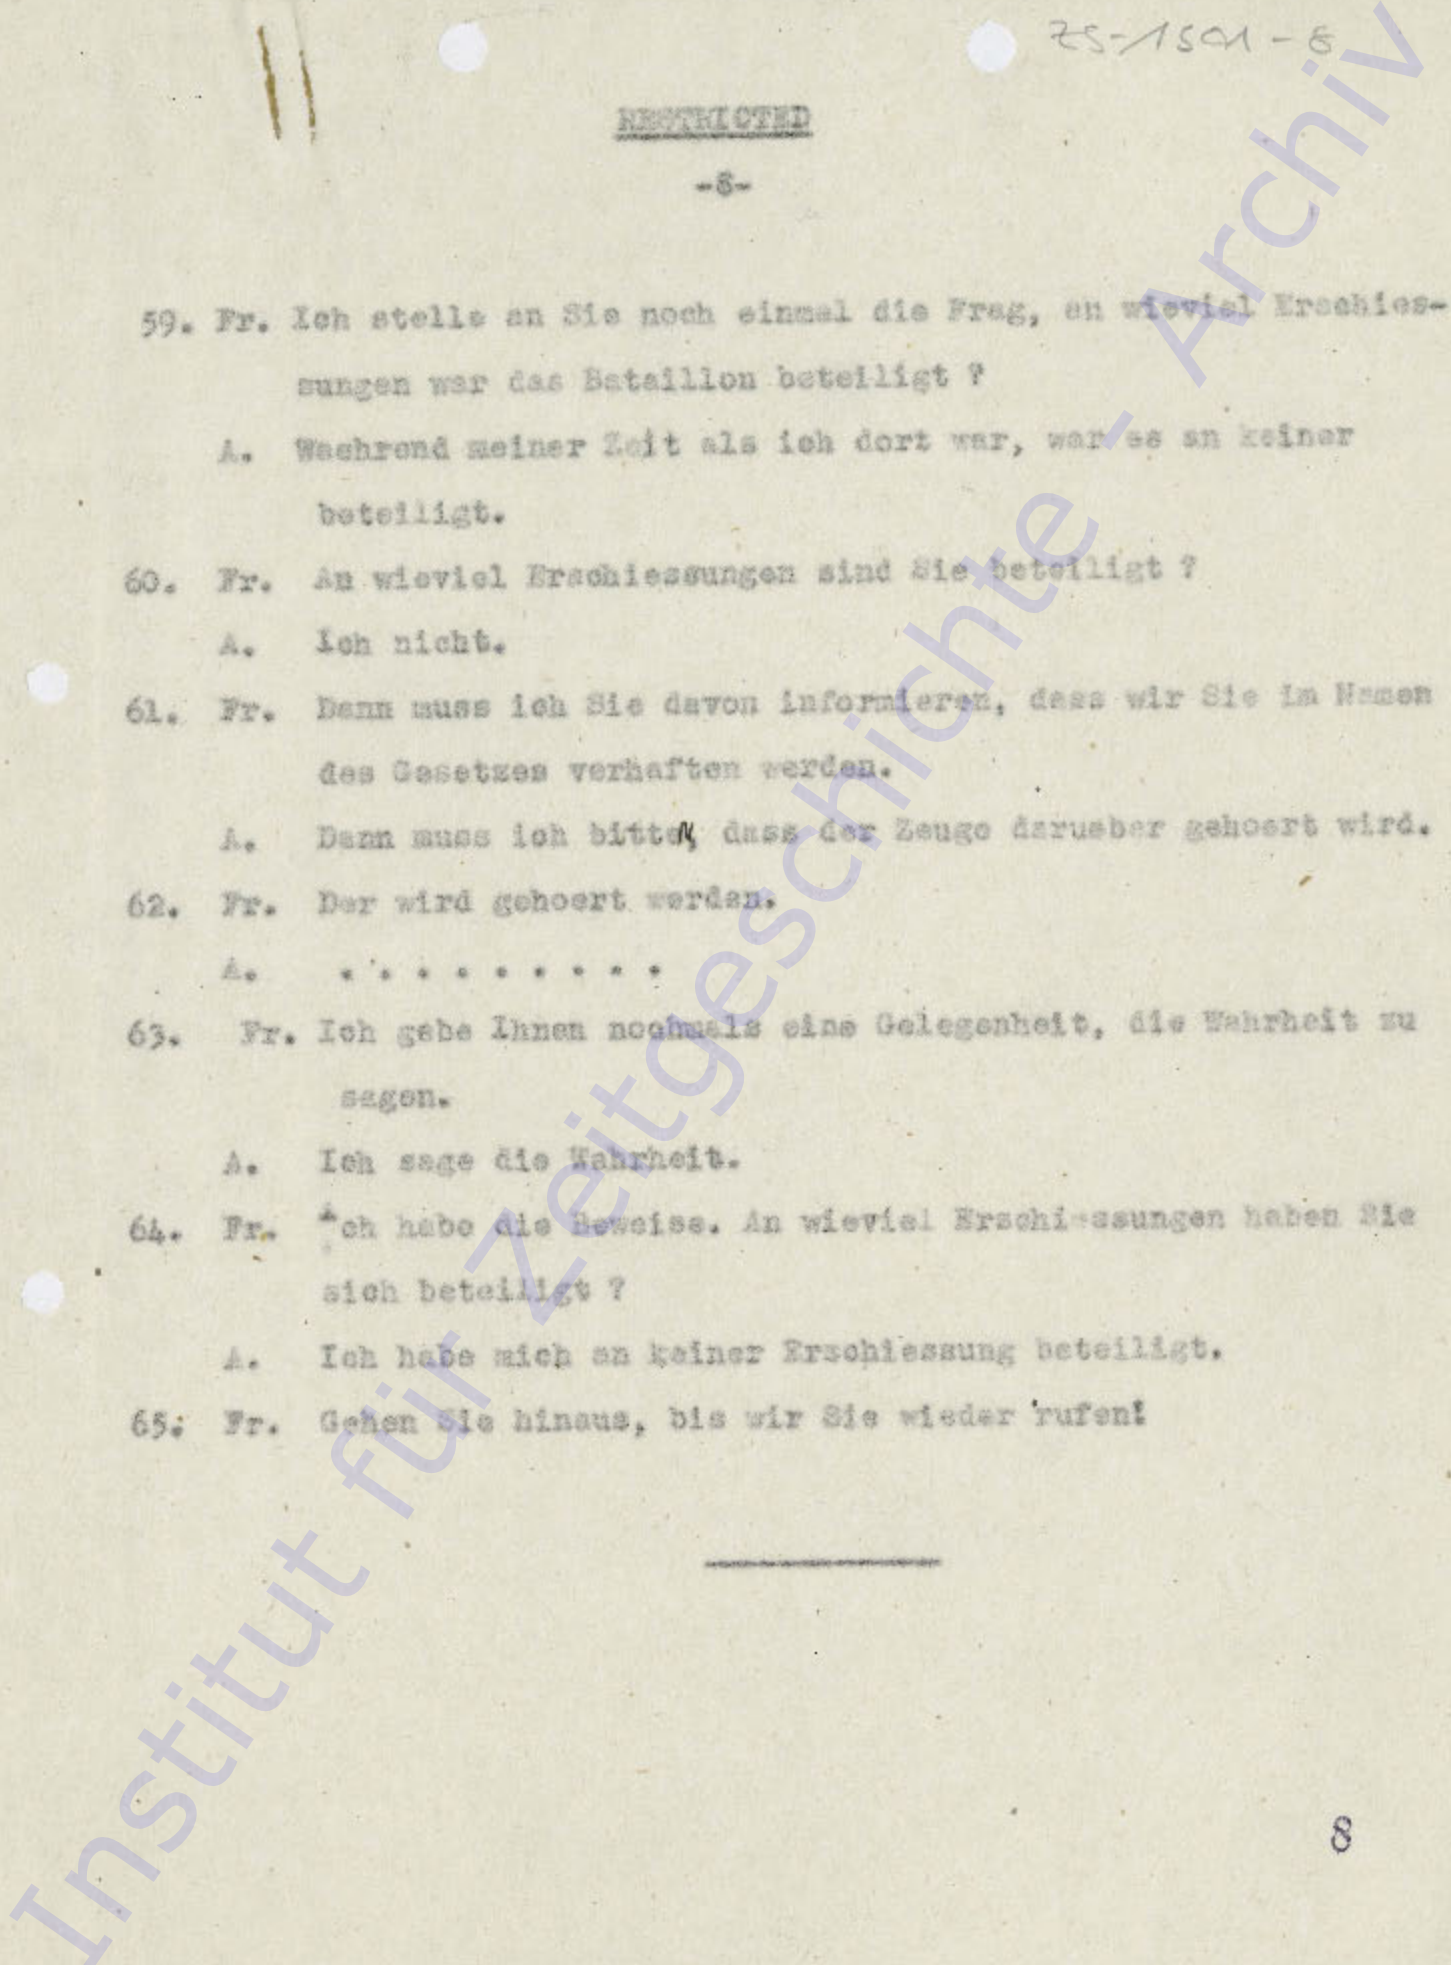 ZS-1501-8
RESTRICTED
-8-
59. Fr. Ich stelle an Sie noch einmal die Frag, an wieviel Erschies-
sungen war das Bataillon beteiligt ?
A. Waehrend meiner Zeit als ich dort war, war es an keiner
beteiligt.
60. Fr. An wieviel Erschiessungen sind Sie beteiligt ?
A. Ich nicht.
61. Fr. Dann muss ich Sie davon informieren, dass wir Sie im Namen
des Gesetzes verhaften werden.
A. Dann muss ich bitten, dass der Zeuge darueber gehoert wird.
62. Fr. Der wird gehoert werden.
A. . . . . . . . . .
63. Fr. Ich gebe Ihnen nochmals eine Gelegenheit, die Wahrheit zu
sagen.
A. Ich sage die Wahrheit.
64. Fr. Ich habe die Beweise. An wieviel Erschiessungen haben Sie
sich beteiligt ?
A. Ich habe mich an keiner Erschiessung beteiligt.
65. Fr. Gehen Sie hinaus, bis wir Sie wieder rufen!
8
Institut für Zeitgeschichte - Archiv